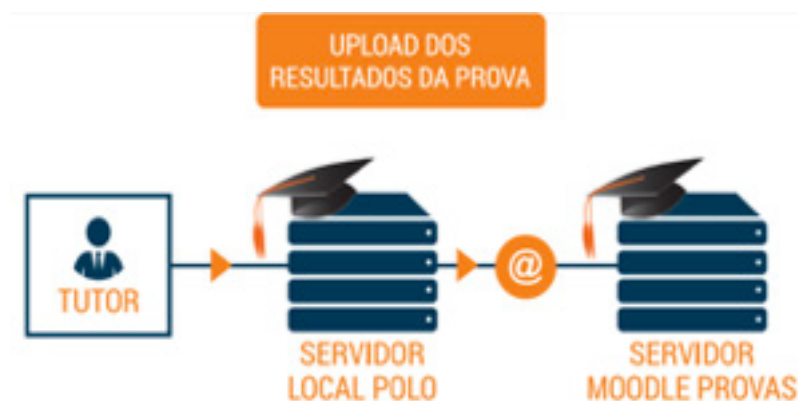 UPLOAD DOS
RESULTADOS DA PROVA
@
TUTOR
SERVIDOR
LOCAL POLO
SERVIDOR
MOODLE PROVAS